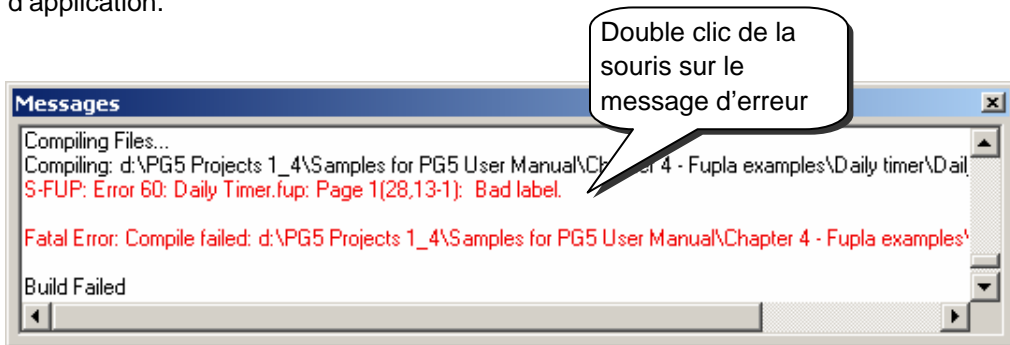 d'application.
Double clic de la
souris sur le
message d'erreur
Messages
Compiling Files...
Compiling: d:\PG5 Projects 1_4\Samples for PG5 User Manual\Chapter 4 - Fupla examples\Daily timer\Dail
S-FUP: Error 60: Daily Timer.fup: Page 1(28,13-1): Bad label.
Fatal Error: Compile failed: d:\PG5 Projects 1_4\Samples for PG5 User Manual\Chapter 4 - Fupla examples\
Build Failed